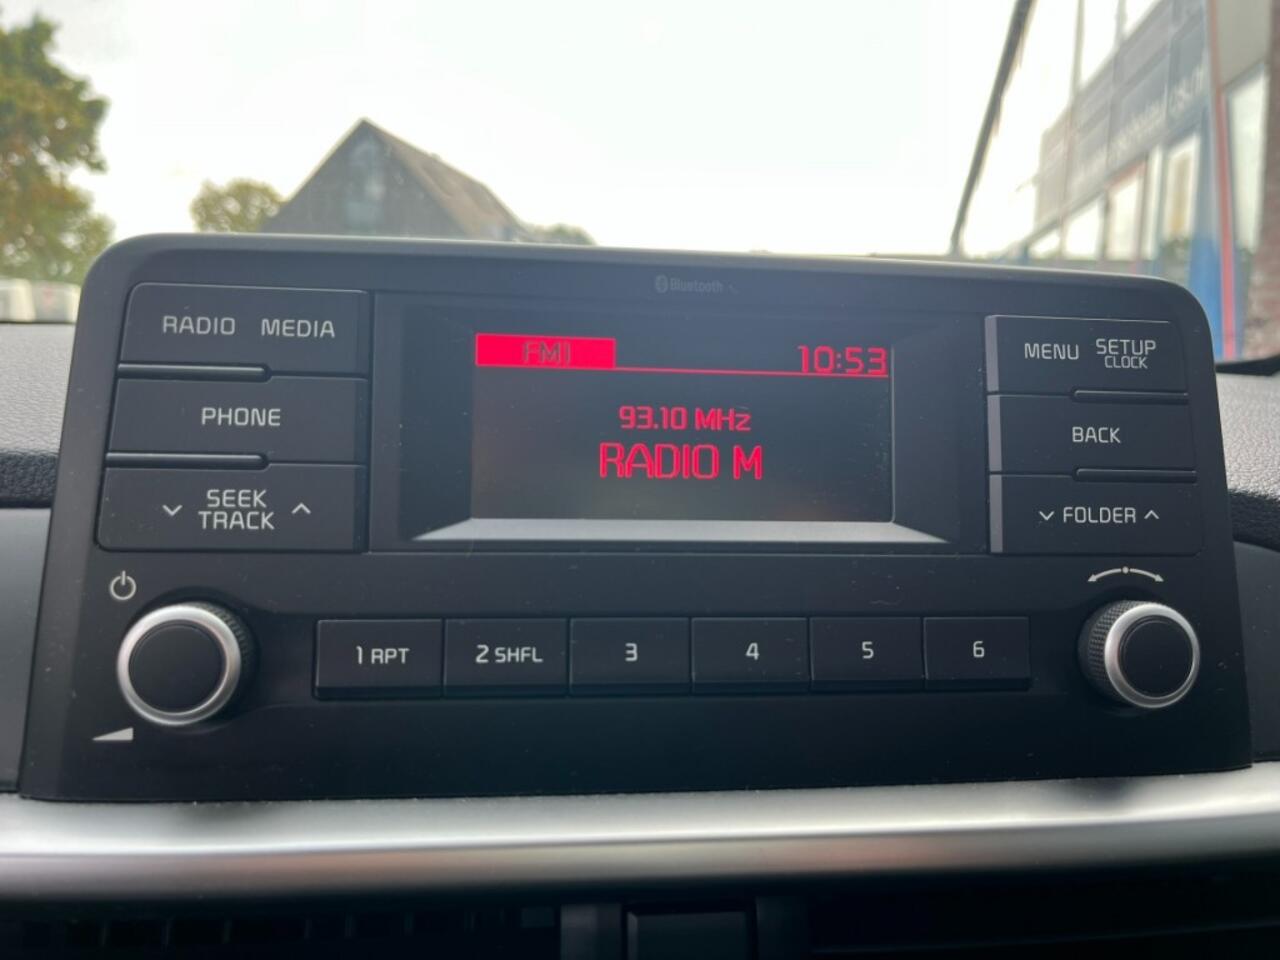 Bluetooth
RADIO MEDIA
PHONE
SEEK
TRACK
FM1
10:53
93.10 MHz
RADIO M
MENU SETUP
CLOCK
BACK
FOLDER
1 RPT
2 SHFL
3
4
5
6